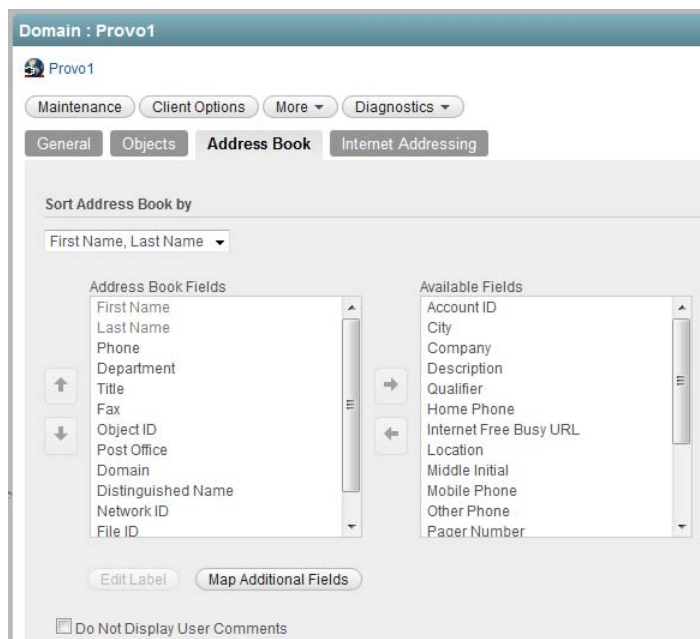 Domain : Provo1
Provo1
Maintenance Client Options More Diagnostics
General Objects Address Book Internet Addressing
Sort Address Book by
First Name, Last Name
Address Book Fields
First Name
Last Name
Phone
Department
Title
Fax
Object ID
Post Office
Domain
Distinguished Name
Network ID
File ID
Available Fields
Account ID
City
Company
Description
Qualifier
Home Phone
Internet Free Busy URL
Location
Middle Initial
Mobile Phone
Other Phone
Pager Number
Edit Label Map Additional Fields
Do Not Display User Comments